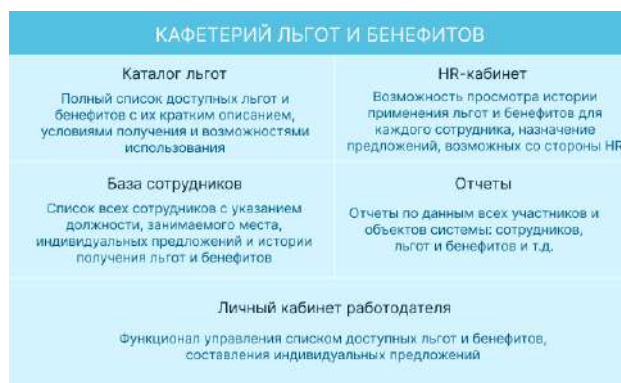 КАФЕТЕРИЙ ЛЬГОТ И БЕНЕФИТОВ
Каталог льгот
Полный список доступных льгот и
бенефитов с их кратким описанием,
условиями получения и возможностями
использования
HR-кабинет
Возможность просмотра истории
применения льгот и бенефитов для
каждого сотрудника, назначение
предложений, возможных со стороны HR
База сотрудников
Список всех сотрудников с указанием
должности, занимаемого места,
индивидуальных предложений и истории
получения льгот и бенефитов
Отчеты
Отчеты по данным всех участников и
объектов системы: сотрудников,
льгот и бенефитов и т.д.
Личный кабинет работодателя
Функционал управления списком доступных льгот и бенефитов,
составления индивидуальных предложений